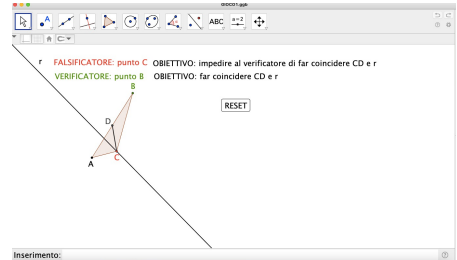 GIOCO1.ggb
ABC
a=2
r FALSIFICATORE: punto C OBIETTIVO: impedire al verificatore di far coincidere CD e r
VERIFICATORE: punto B OBIETTIVO: far coincidere CD e r
B
RESET
D
C
A
Inserimento: